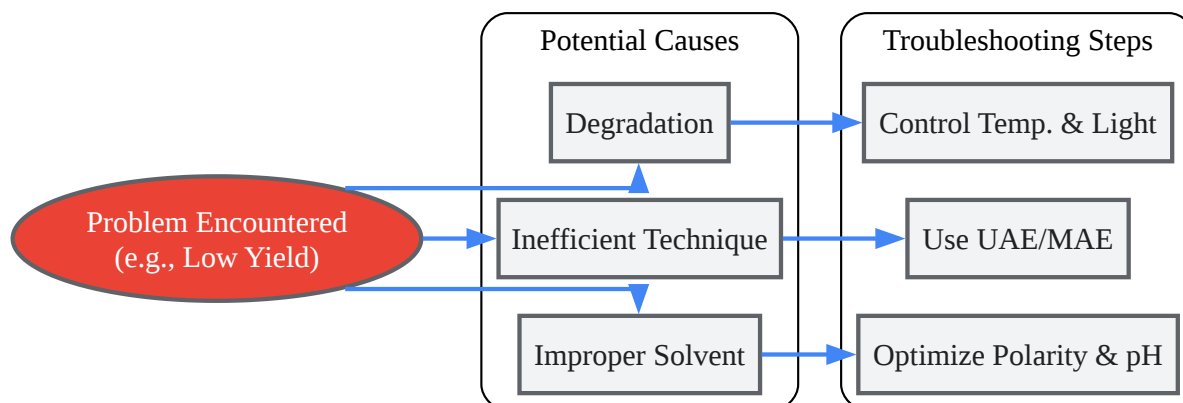 Potential Causes
Troubleshooting Steps
Degradation
Control Temp. & Light
Problem Encountered
(e.g., Low Yield)
Inefficient Technique
Use UAE/MAE
Improper Solvent
Optimize Polarity & pH